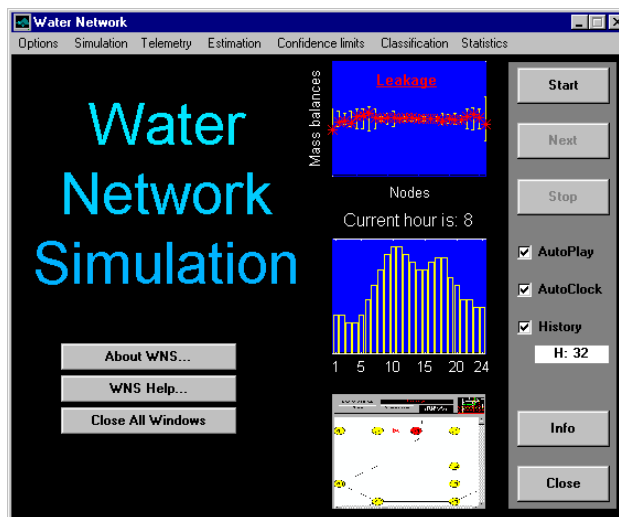 Water Network
Options Simulation Telemetry Estimation Confidence limits Classification Statistics
Water
Network
Simulation
About WNS...
WNS Help...
Close All Windows
Mass balances
Leakage
Nodes
Current hour is: 8
1 5 10 15 20 24
Start
Next
Stop
AutoPlay
AutoClock
History
H: 32
Info
Close